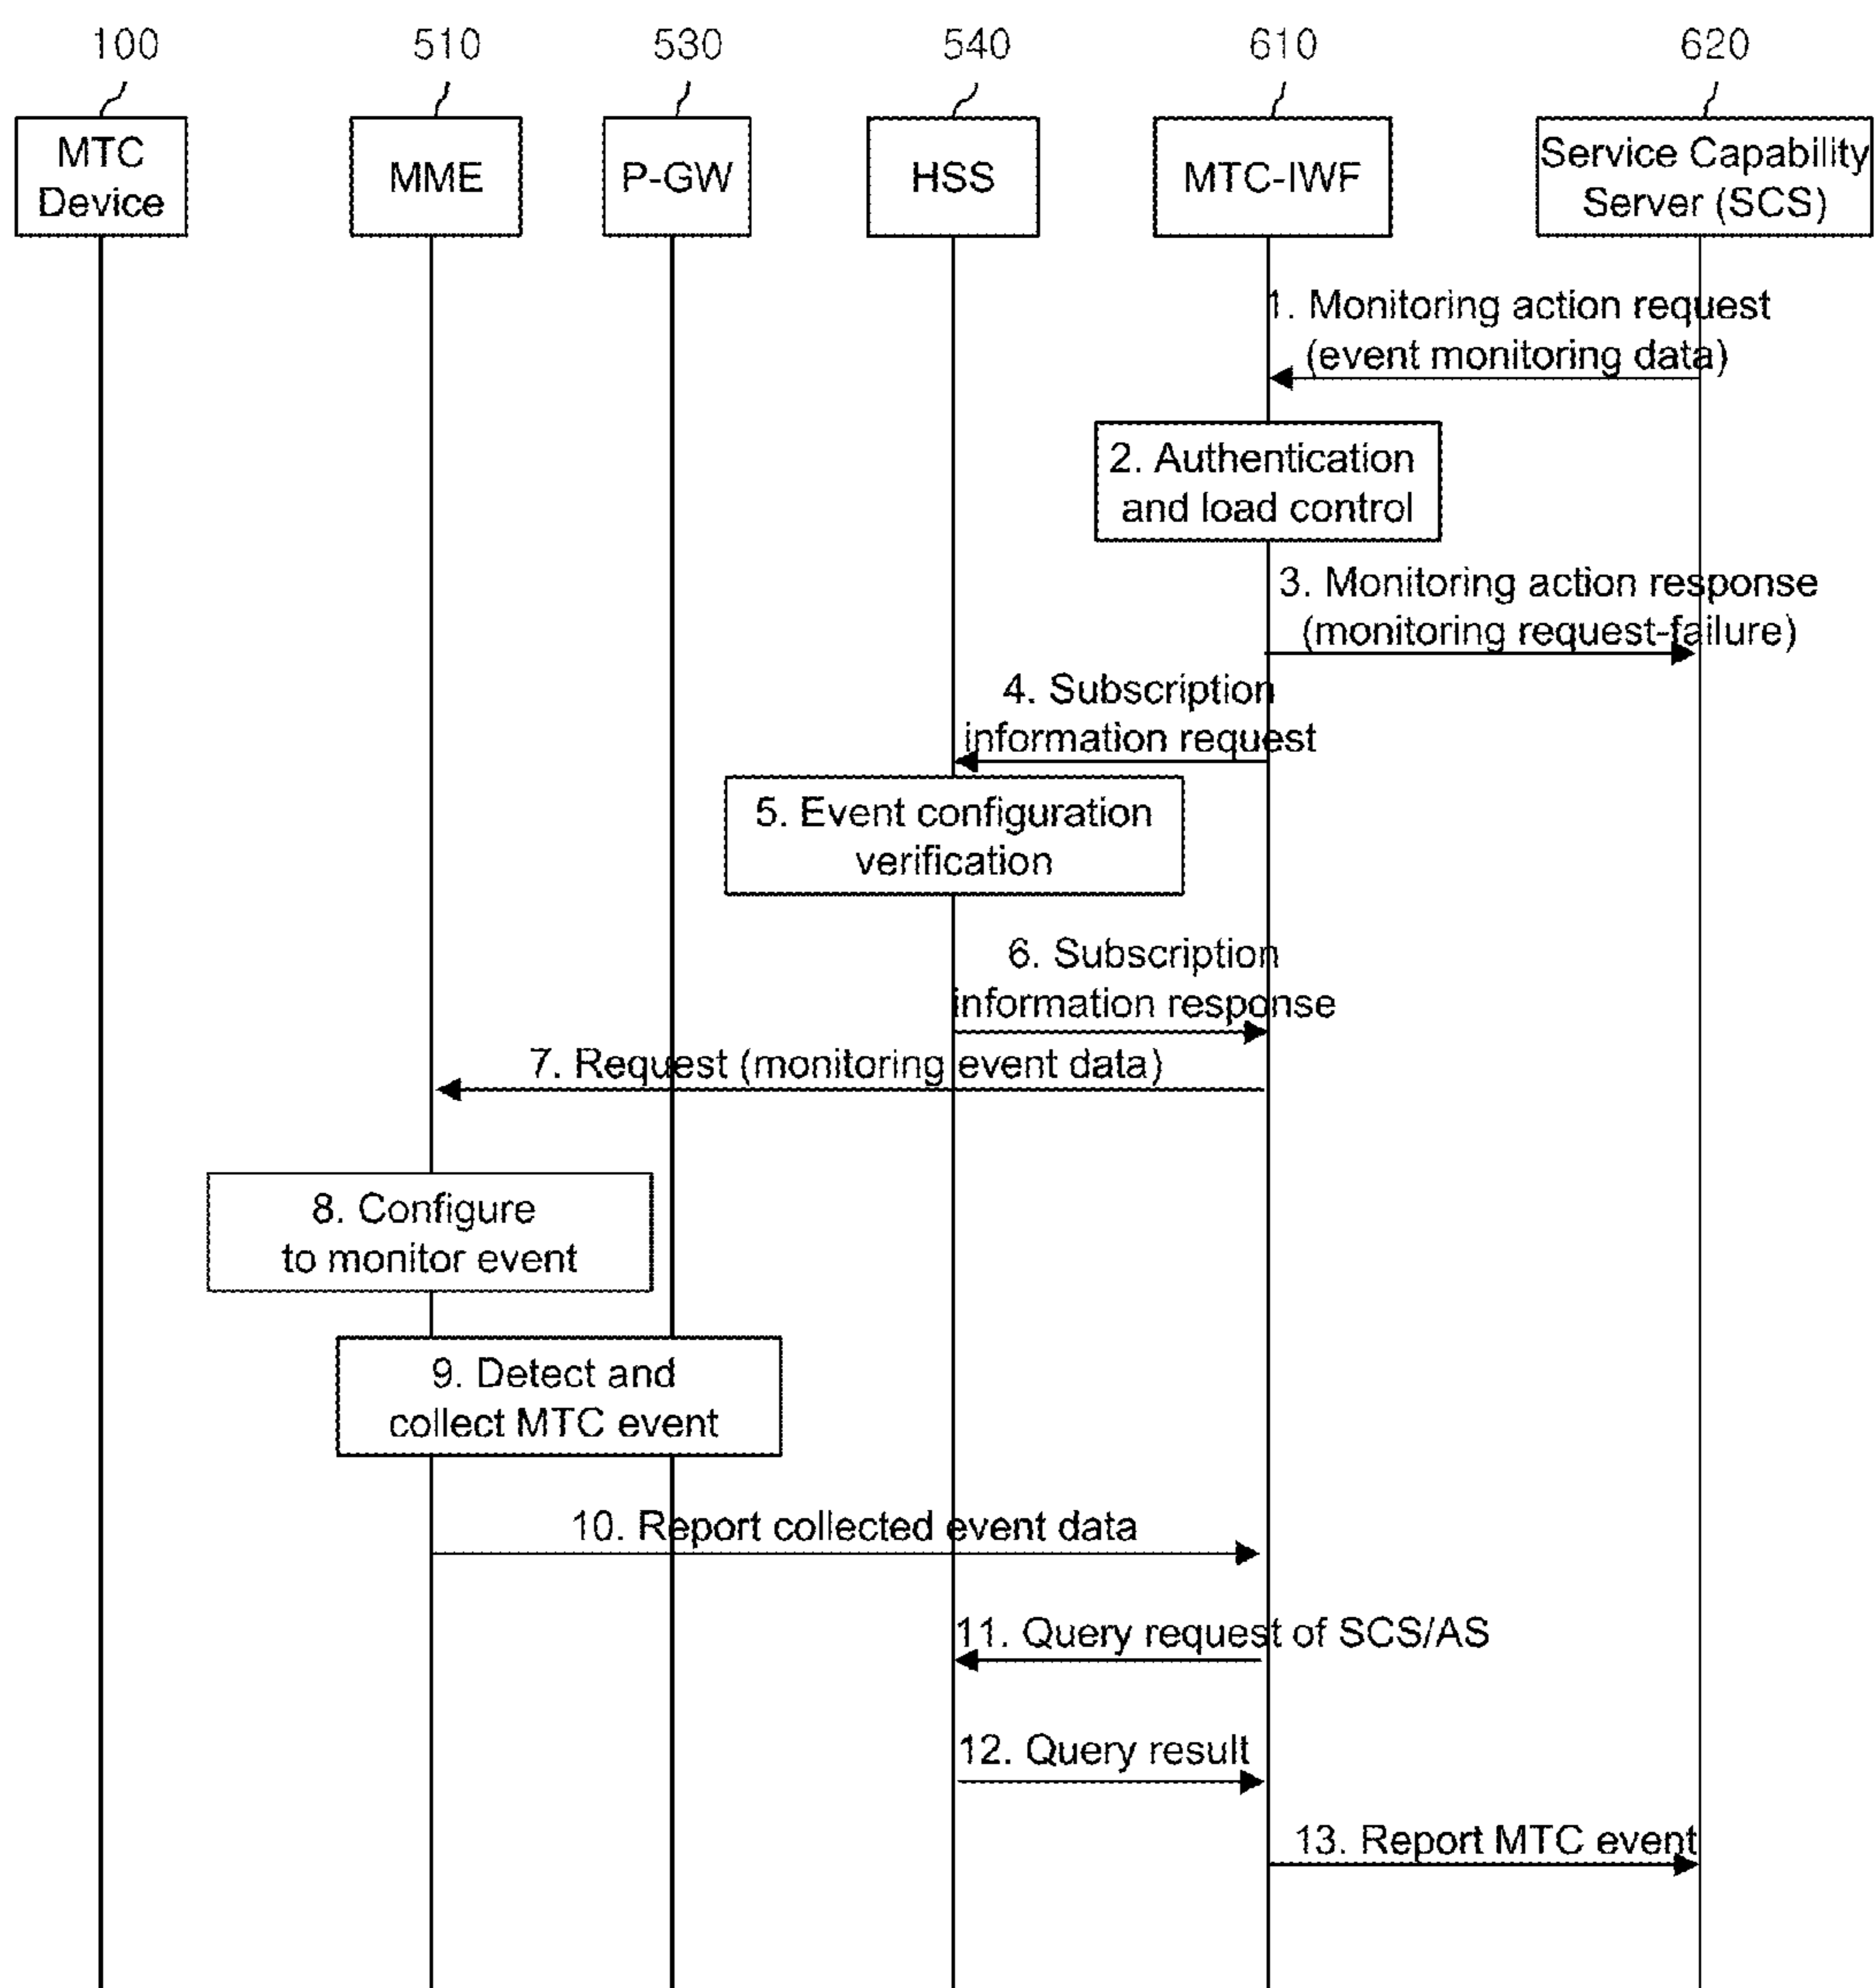 100 510 530 540 610 620
MTC
Device
MME
P-GW
HSS
MTC-IWF
Service Capability
Server (SCS)
1. Monitoring action request
(event monitoring data)
2. Authentication
and load control
3. Monitoring action response
(monitoring request-failure)
4. Subscription
information request
5. Event configuration
verification
6. Subscription
information response
7. Request (monitoring event data)
8. Configure
to monitor event
9. Detect and
collect MTC event
10. Report collected event data
11. Query request of SCS/AS
12. Query result
13. Report MTC event